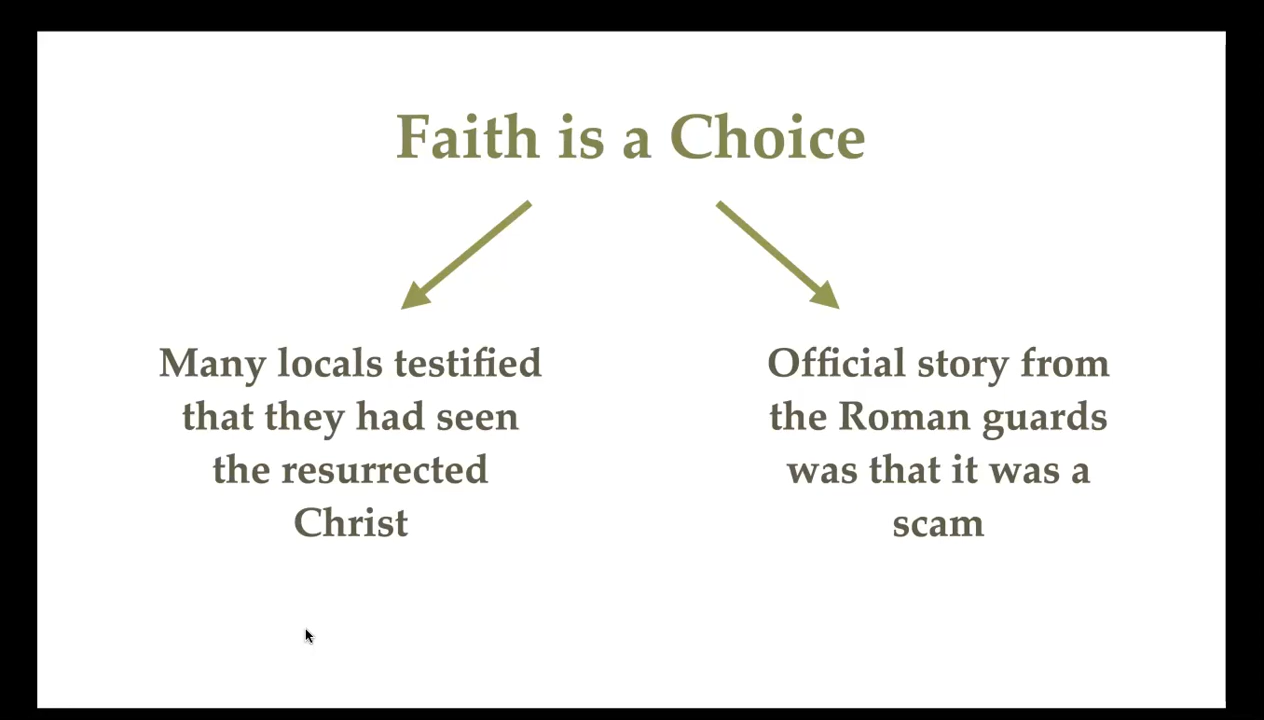 Faith is a Choice
Many locals testified
that they had seen
the resurrected
Christ
Official story from
the Roman guards
was that it was a
scam